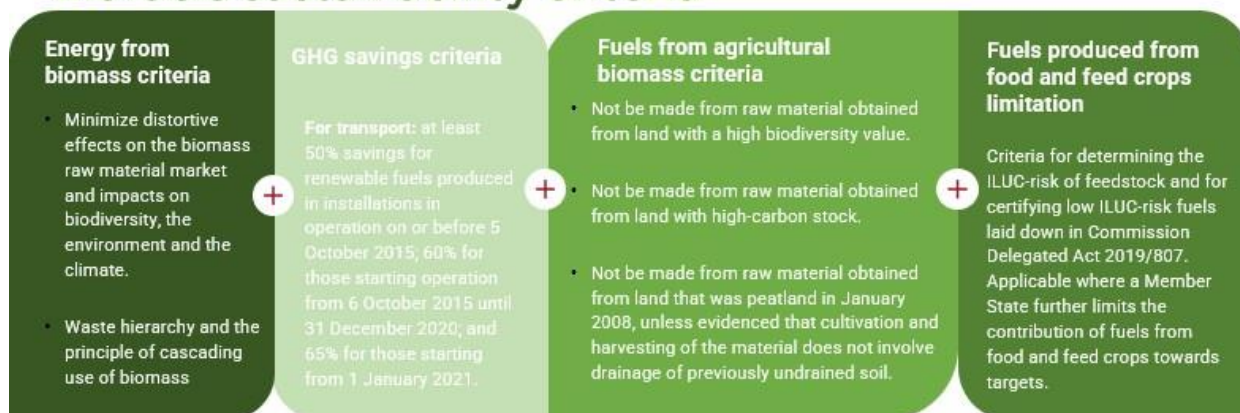 Energy from
biomass criteria
• Minimize distortive
effects on the biomass
raw material market
and impacts on
biodiversity, the
environment and the
climate.
• Waste hierarchy and the
principle of cascading
use of biomass
+
GHG savings criteria
For transport: at least
50% savings for
renewable fuels produced
in installations in
operation on or before 5
October 2015; 60% for
those starting operation
from 6 October 2015 until
31 December 2020; and
65% for those starting
from 1 January 2021.
+
Fuels from agricultural
biomass criteria
• Not be made from raw material obtained
from land with a high biodiversity value.
• Not be made from raw material obtained
from land with high-carbon stock.
• Not be made from raw material obtained
from land that was peatland in January
2008, unless evidenced that cultivation and
harvesting of the material does not involve
drainage of previously undrained soil.
+
Fuels produced from
food and feed crops
limitation
Criteria for determining the
ILUC-risk of feedstock and for
certifying low ILUC-risk fuels
laid down in Commission
Delegated Act 2019/807.
Applicable where a Member
State further limits the
contribution of fuels from
food and feed crops towards
targets.